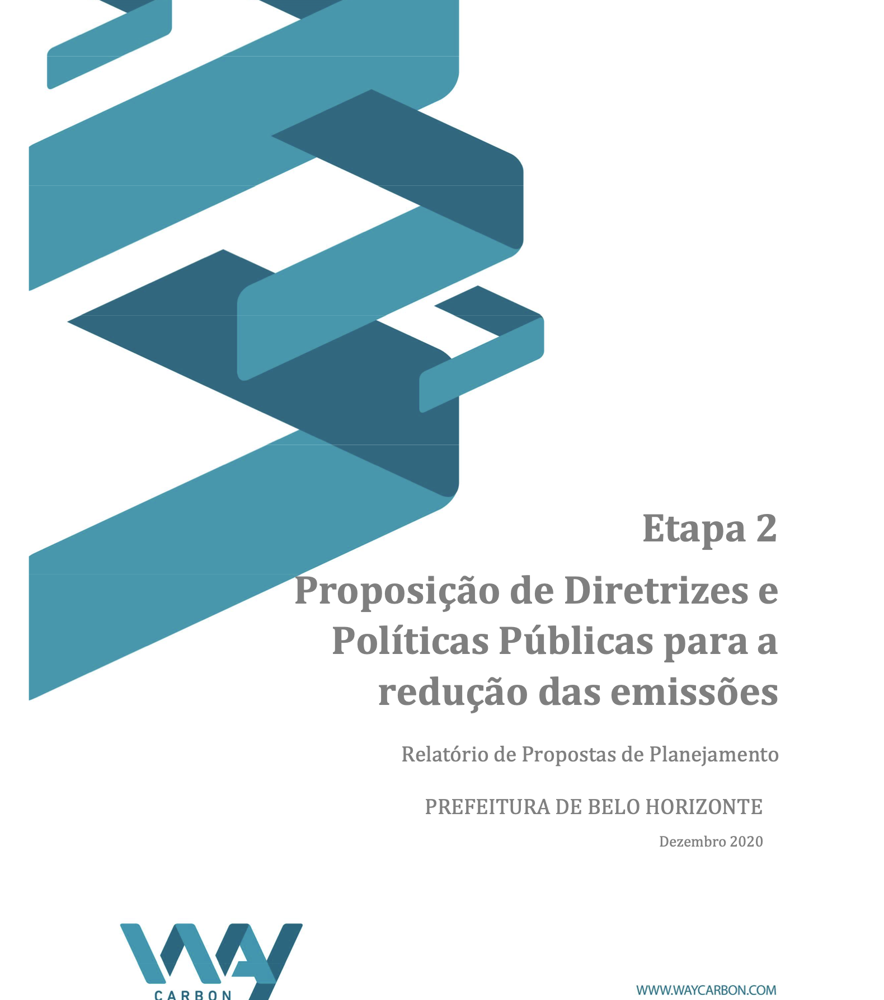 Etapa 2
Proposição de Diretrizes e
Políticas Públicas para a
redução das emissões
Relatório de Propostas de Planejamento
PREFEITURA DE BELO HORIZONTE
Dezembro 2020
WAY
CARBON
WWW.WAYCARBON.COM